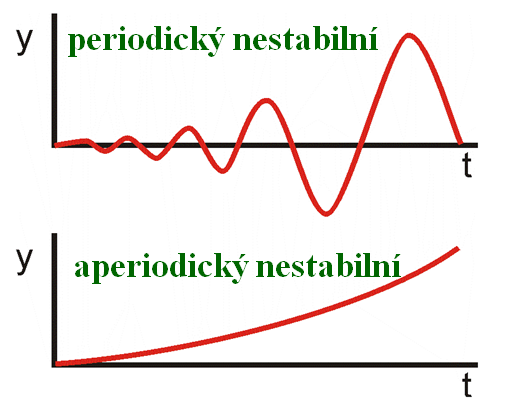 y
periodický nestabilní
t
y
aperiodický nestabilní
t